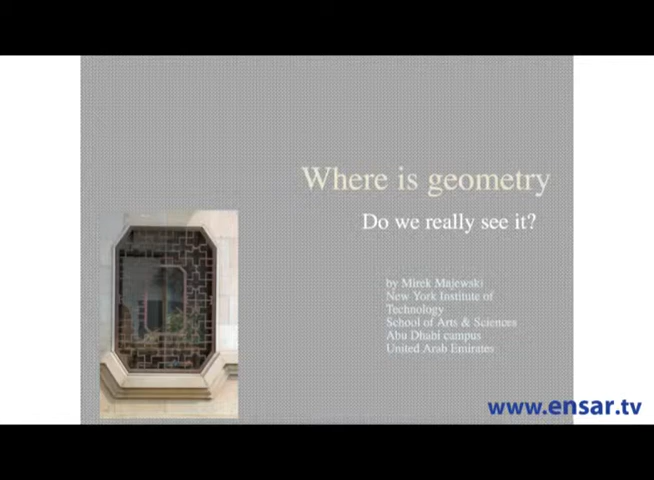 Where is geometry
Do we really see it?
by Mirek Majewski
New York Institute of
Technology
School of Arts & Sciences
Abu Dhabi campus
United Arab Emirates
www.ensar.tv